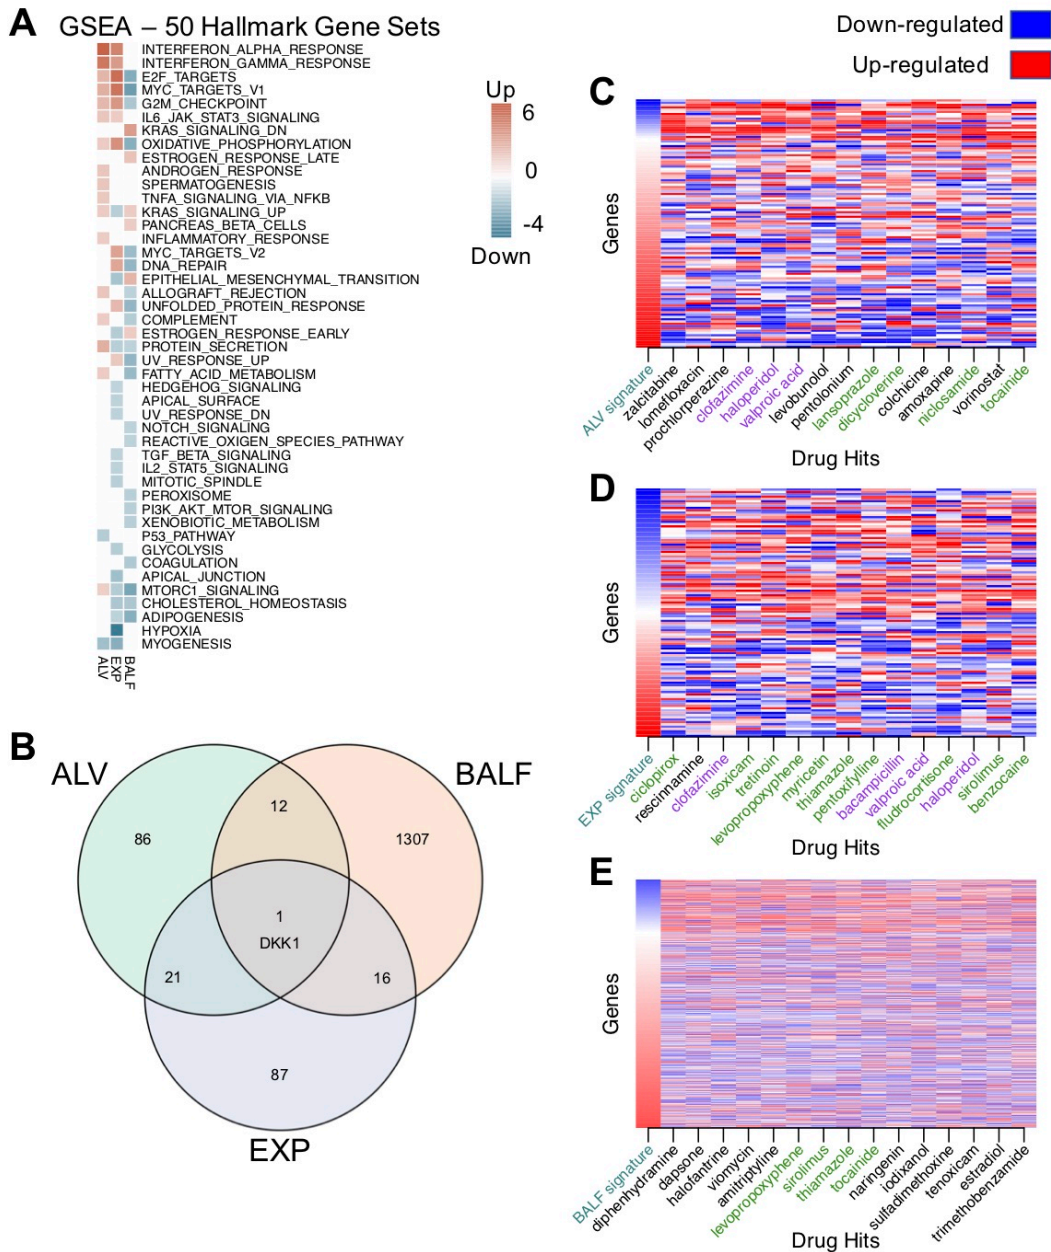 A
GSEA – 50 Hallmark Gene Sets
INTERFERON_ALPHA_RESPONSE
INTERFERON_GAMMA_RESPONSE
E2F_TARGETS
MYC_TARGETS_V1
G2M_CHECKPOINT
IL6_JAK_STAT3_SIGNALING
KRAS_SIGNALING_DN
OXIDATIVE_PHOSPHORYLATION
ESTROGEN_RESPONSE_LATE
ANDROGEN_RESPONSE
SPERMATOGENESIS
TNFA_SIGNALING_VIA_NFKB
KRAS_SIGNALING_UP
PANCREAS_BETA_CELLS
INFLAMMATORY_RESPONSE
MYC_TARGETS_V2
DNA_REPAIR
EPITHELIAL_MESENCHYMAL_TRANSITION
ALLOGRAFT_REJECTION
UNFOLDED_PROTEIN_RESPONSE
COMPLEMENT
ESTROGEN_RESPONSE_EARLY
PROTEIN_SECRETION
UV_RESPONSE_UP
FATTY_ACID_METABOLISM
HEDGEHOG_SIGNALING
APICAL_SURFACE
UV_RESPONSE_DN
NOTCH_SIGNALING
REACTIVE_OXIGEN_SPECIES_PATHWAY
TGF_BETA_SIGNALING
IL2_STAT5_SIGNALING
MITOTIC_SPINDLE
PEROXISOME
PI3K_AKT_MTOR_SIGNALING
XENOBIOTIC_METABOLISM
P53_PATHWAY
GLYCOLYSIS
COAGULATION
APICAL_JUNCTION
MTORC1_SIGNALING
CHOLESTEROL_HOMEOSTASIS
ADIPOGENESIS
HYPOXIA
MYOGENESIS
ALV
EXP
BALF
Up
6
0
-4
Down
B
ALV
BALF
12
86
1307
1
DKK1
21
16
87
EXP
Down-regulated
Up-regulated
C
Genes
ALV signature
zalcitabine
lomefloxacin
prochlorperazine
clofazimine
haloperidol
valproic acid
levobunolol
pentolonium
lansoprazole
dicycloverine
colchicine
amoxapine
niclosamide
vorinostat
tocainide
Drug Hits
D
Genes
EXP signature
ciclopirox
rescinnamine
clofazimine
isoxicam
tretinoin
levopropoxyphene
myricetin
thiamazole
pentoxifylline
bacampicillin
valproic acid
fludrocortisone
haloperidol
sirolimus
benzocaine
Drug Hits
E
Genes
BALF signature
diphenhydramine
dapsone
halofantrine
viomycin
amitriptyline
levopropoxyphene
sirolimus
thiamazole
tocainide
naringenin
iodixanol
sulfadimethoxine
tenoxicam
estradiol
trimethobenzamide
Drug Hits